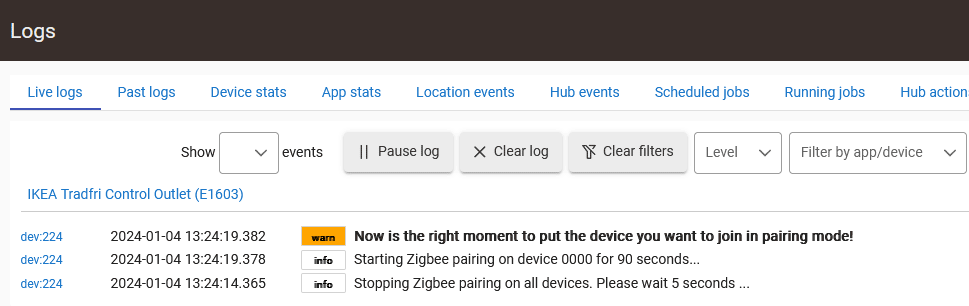 Logs
Live logs Past logs Device stats App stats Location events Hub events Scheduled jobs Running jobs Hub action
Show events Pause log Clear log Clear filters Level Filter by app/device
IKEA Tradfri Control Outlet (E1603)
dev:224 2024-01-04 13:24:19.382 warn Now is the right moment to put the device you want to join in pairing mode!
dev:224 2024-01-04 13:24:19.378 info Starting Zigbee pairing on device 0000 for 90 seconds...
dev:224 2024-01-04 13:24:14.365 info Stopping Zigbee pairing on all devices. Please wait 5 seconds ...